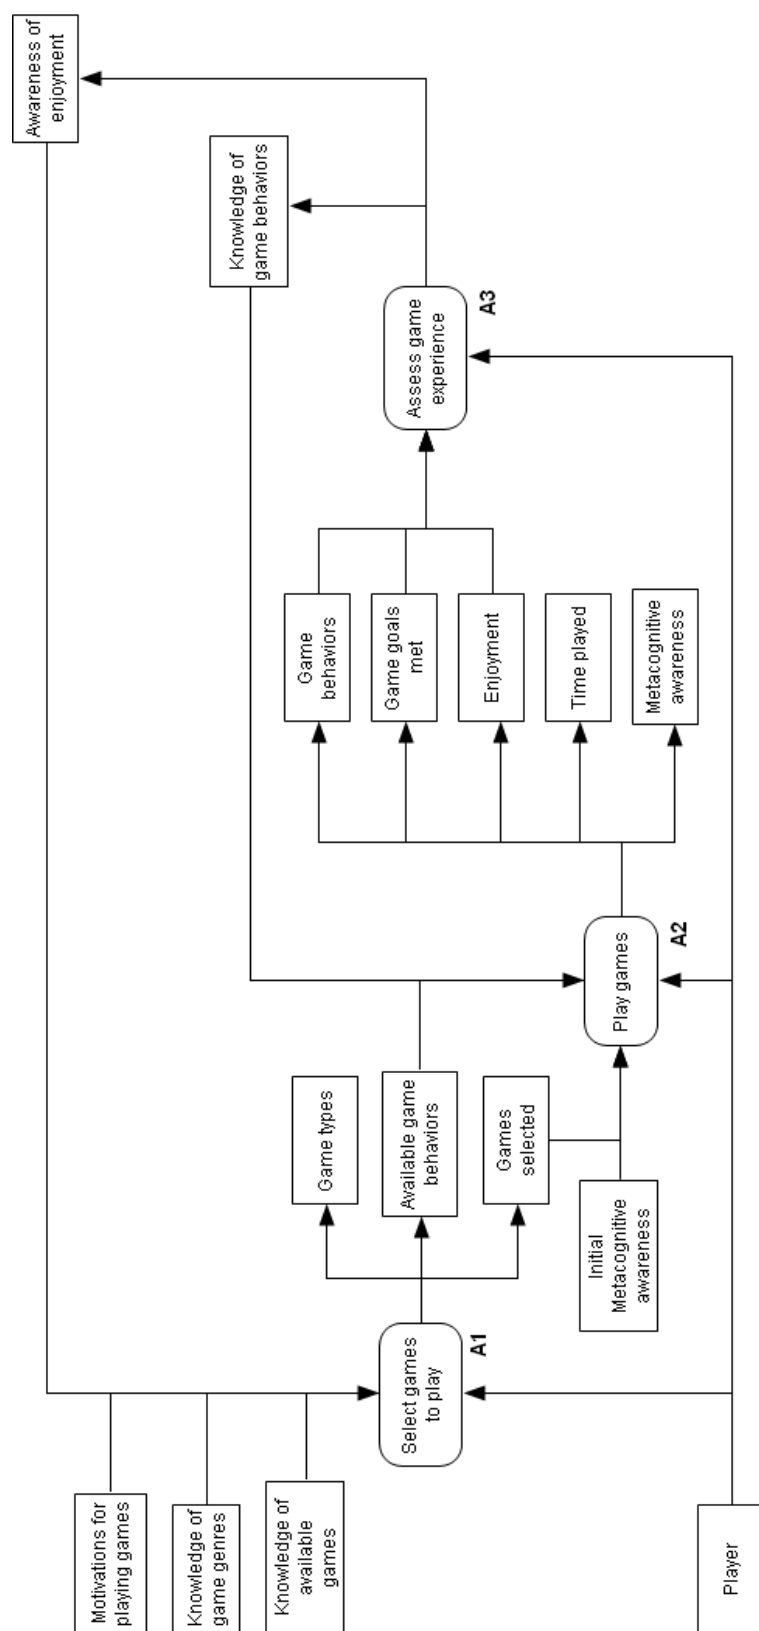 Motivations for
playing games
Knowledge of
game genres
Knowledge of
available
games
Player
Select games
to play
A1
Game types
Available game
behaviors
Games
selected
Initial
Metacognitive
awareness
Play games
A2
Game
behaviors
Game goals
met
Enjoyment
Time played
Metacognitive
awareness
Assess game
experience
A3
Knowledge of
game behaviors
Awareness of
enjoyment